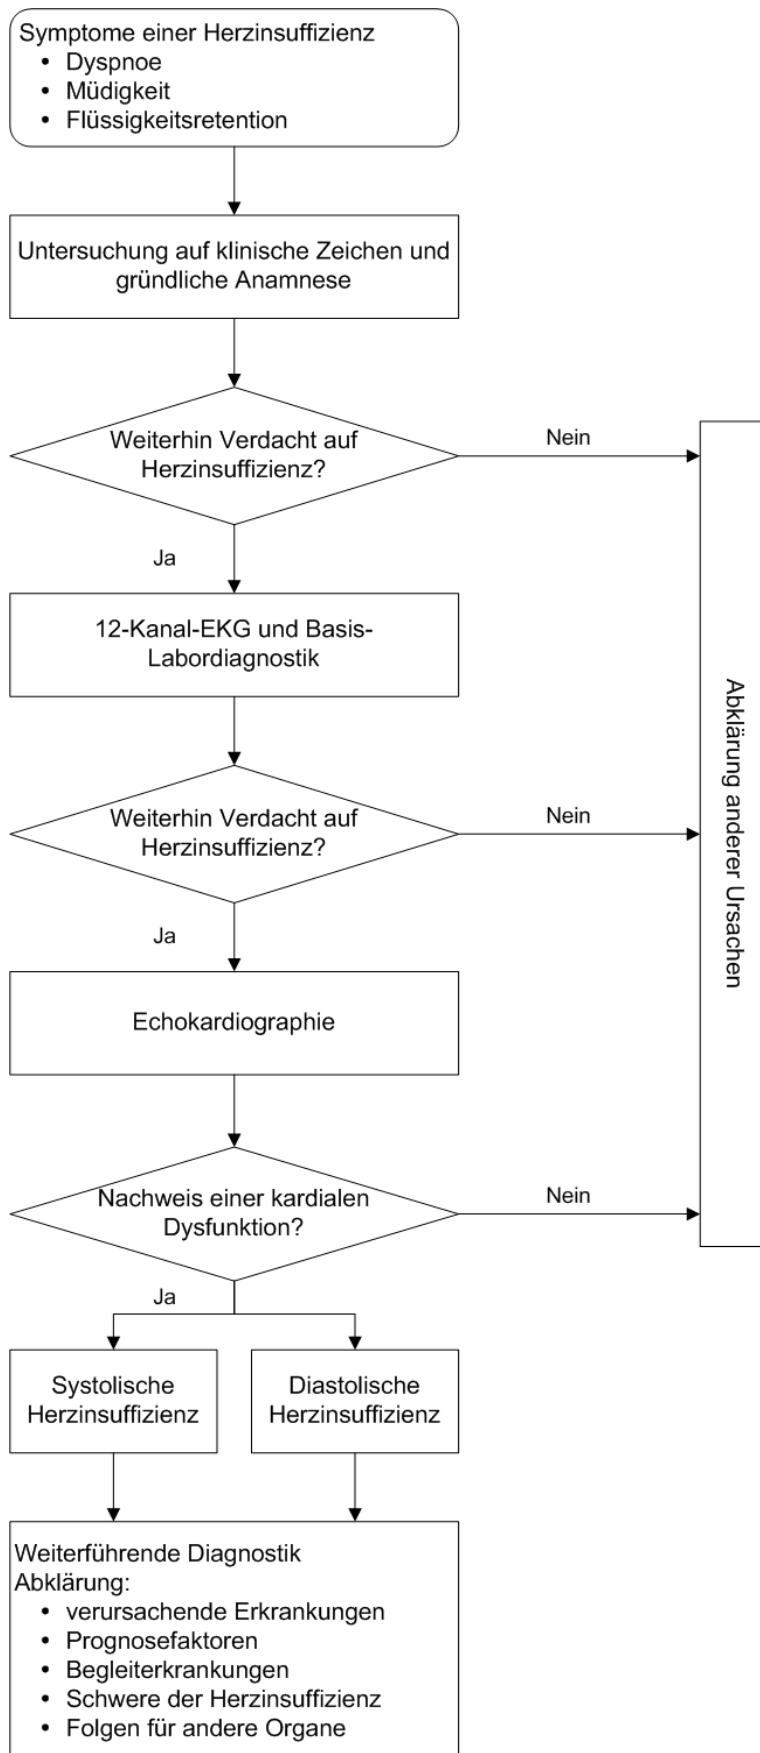 Symptome einer Herzinsuffizienz
• Dyspnoe
• Müdigkeit
• Flüssigkeitsretention
Untersuchung auf klinische Zeichen und
gründliche Anamnese
Weiterhin Verdacht auf
Herzinsuffizienz?
Nein
Ja
12-Kanal-EKG und Basis-
Labordiagnostik
Weiterhin Verdacht auf
Herzinsuffizienz?
Nein
Ja
Abklärung anderer Ursachen
Echokardiographie
Nachweis einer kardialen
Dysfunktion?
Nein
Ja
Systolische
Herzinsuffizienz
Diastolische
Herzinsuffizienz
Weiterführende Diagnostik
Abklärung:
• verursachende Erkrankungen
• Prognosefaktoren
• Begleiterkrankungen
• Schwere der Herzinsuffizienz
• Folgen für andere Organe